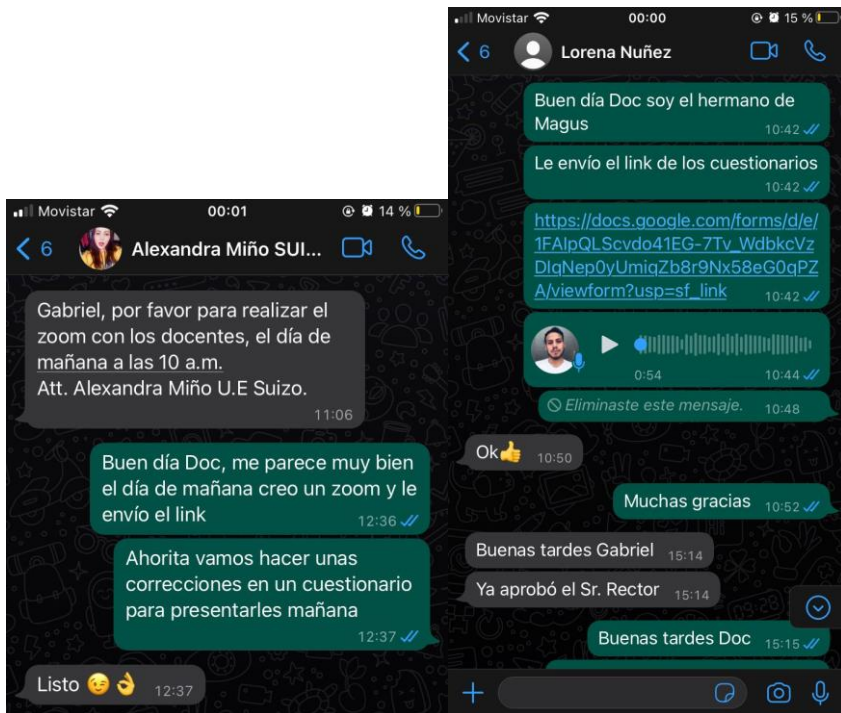 Movistar 00:01 14 %
6 Alexandra Miño SUI...
Gabriel, por favor para realizar el
zoom con los docentes, el día de
mañana a las 10 a.m.
Att. Alexandra Miño U.E Suizo.
11:06
Buen día Doc, me parece muy bien
el día de mañana creo un zoom y le
envío el link
12:36
Ahorita vamos hacer unas
correcciones en un cuestionario
para presentarles mañana
12:37
Listo 😉👌 12:37
Movistar 00:00 15 %
6 Lorena Nuñez
Buen día Doc soy el hermano de
Magus
10:42
Le envío el link de los cuestionarios
10:42
https://docs.google.com/forms/d/e/
1FAIpQLScvdo41EG-7Tv_WdbkcVz
DIqNep0yUmiqZb8r9Nx58eG0qPZ
A/viewform?usp=sf_link 10:42
0:54 10:44
Eliminaste este mensaje. 10:48
Ok👍 10:50
Muchas gracias 10:52
Buenas tardes Gabriel 15:14
Ya aprobó el Sr. Rector 15:14
Buenas tardes Doc 15:15